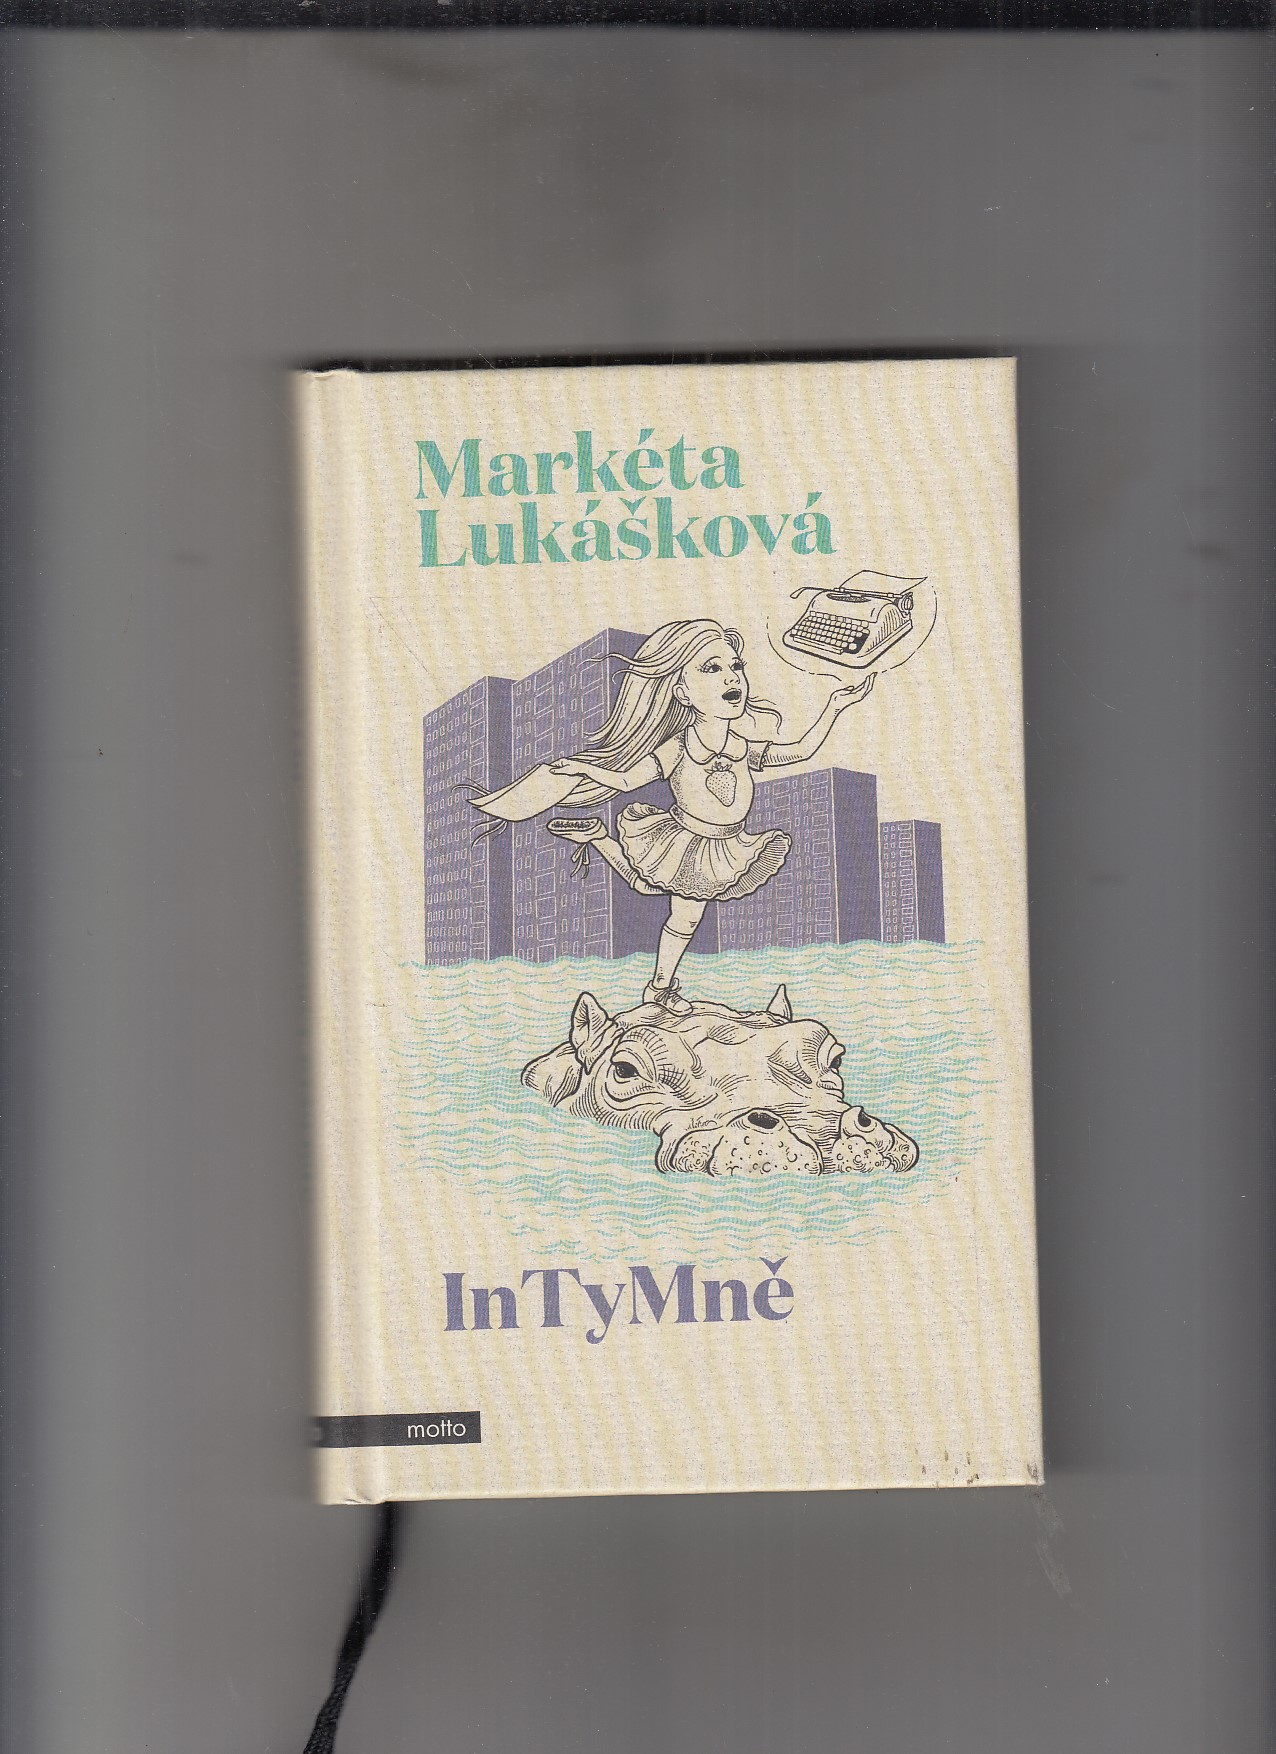 Markéta
Lukášková
InTyMně
motto